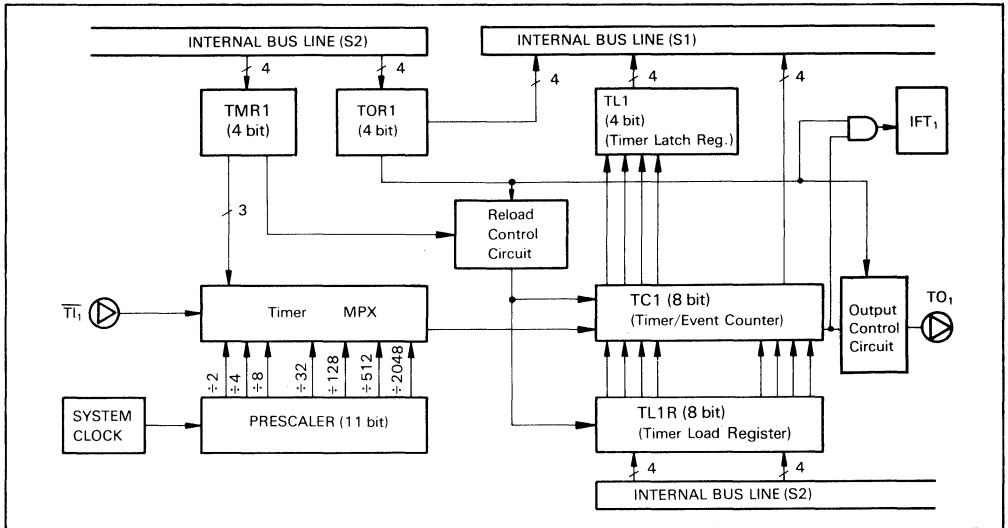 INTERNAL BUS LINE (S2)
INTERNAL BUS LINE (S1)
4
4
4
4
4
TMR1
(4 bit)
TOR1
(4 bit)
TL1
(4 bit)
(Timer Latch Reg.)
IFT₁
3
Reload
Control
Circuit
TI₁
Timer MPX
TC1 (8 bit)
(Timer/Event Counter)
Output
Control
Circuit
TO₁
÷2
÷4
÷8
÷32
÷128
÷512
÷2048
SYSTEM
CLOCK
PRESCALER (11 bit)
TL1R (8 bit)
(Timer Load Register)
4
4
INTERNAL BUS LINE (S2)